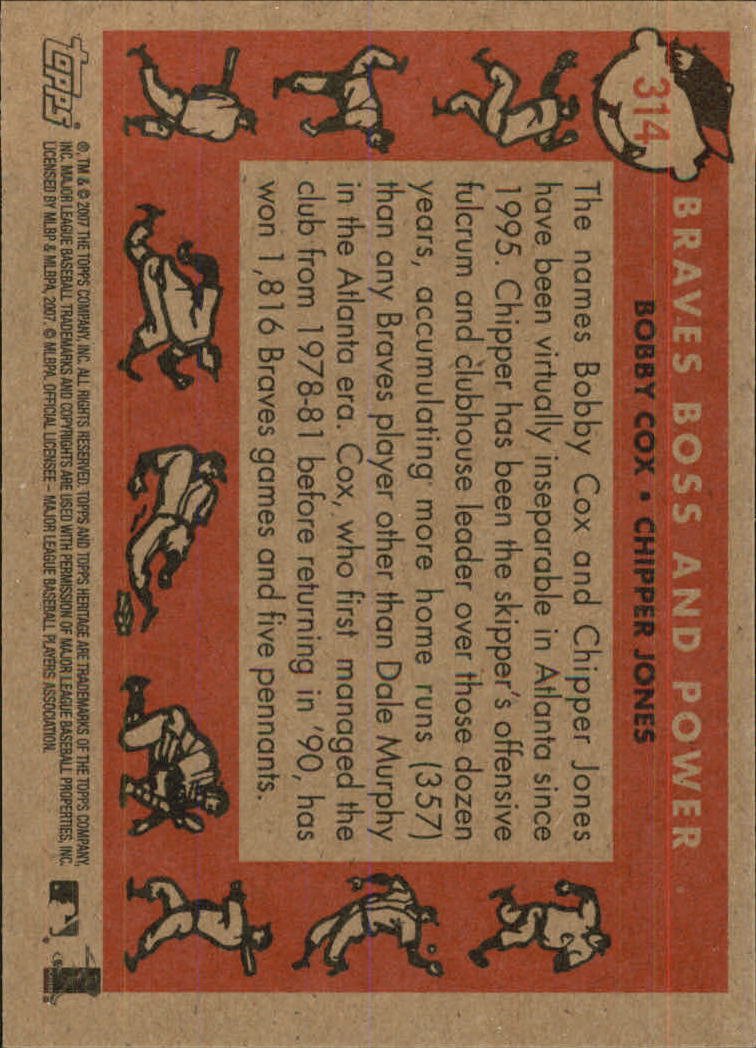 314
BRAVES BOSS AND POWER
BOBBY COX • CHIPPER JONES
The names Bobby Cox and Chipper Jones
have been virtually inseparable in Atlanta since
1995. Chipper has been the skipper's offensive
fulcrum and clubhouse leader over those dozen
years, accumulating more home runs (357)
than any Braves player other than Dale Murphy
in the Atlanta era. Cox, who first managed the
club from 1978-81 before returning in '90, has
won 1,816 Braves games and five pennants.
topps®
®, TM & © 2007 THE TOPPS COMPANY, INC. ALL RIGHTS RESERVED. TOPPS AND TOPPS HERITAGE ARE TRADEMARKS OF THE TOPPS COMPANY,
INC. MAJOR LEAGUE BASEBALL TRADEMARKS AND COPYRIGHTS ARE USED WITH PERMISSION OF MAJOR LEAGUE BASEBALL PROPERTIES, INC.
LICENSED BY MLBP & MLBPA, 2007. © MLBPA. OFFICIAL LICENSEE – MAJOR LEAGUE BASEBALL PLAYERS ASSOCIATION.